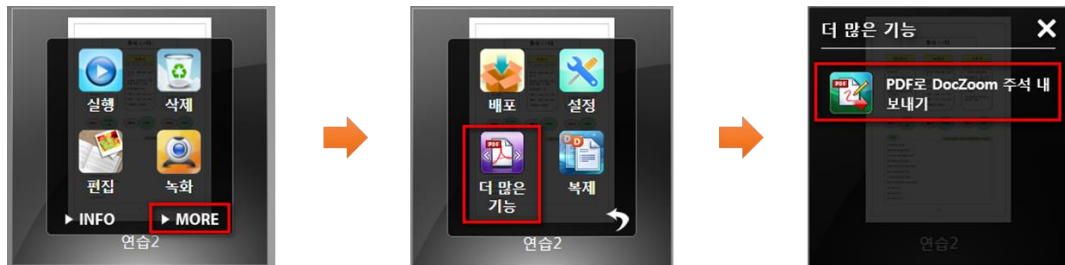 실행
삭제
편집
녹화
▶ INFO
▶ MORE
연습2
배포
설정
PDF
더 많은
기능
복제
연습2
더 많은 기능
PDF
PDF로 DocZoom 주석 내
보내기
연습2